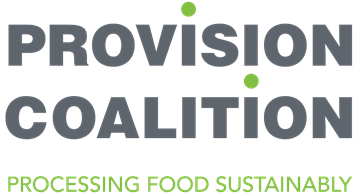 PROViSION
COALiTION
PROCESSING FOOD SUSTAINABLY